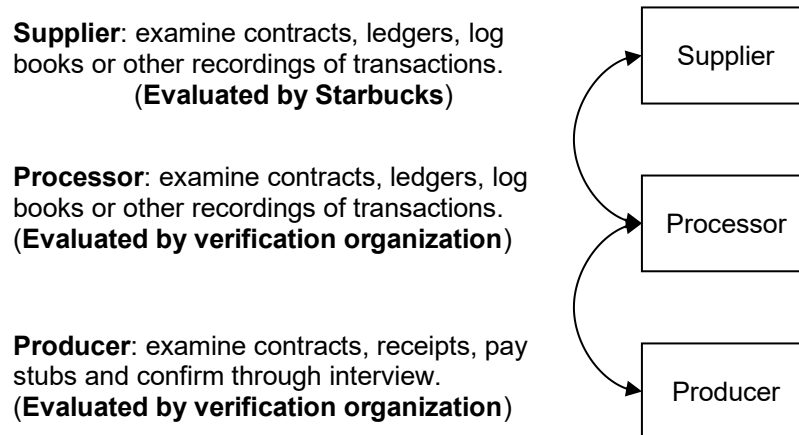 Supplier: examine contracts, ledgers, log
books or other recordings of transactions.
(Evaluated by Starbucks)
Supplier
Processor: examine contracts, ledgers, log
books or other recordings of transactions.
(Evaluated by verification organization)
Processor
Producer: examine contracts, receipts, pay
stubs and confirm through interview.
(Evaluated by verification organization)
Producer